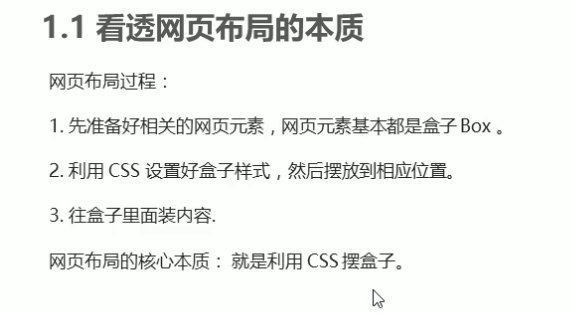 1.1 看透网页布局的本质
网页布局过程：
1. 先准备好相关的网页元素，网页元素基本都是盒子 Box 。
2. 利用 CSS 设置好盒子样式，然后摆放到相应位置。
3. 往盒子里面装内容.
网页布局的核心本质： 就是利用 CSS 摆盒子。